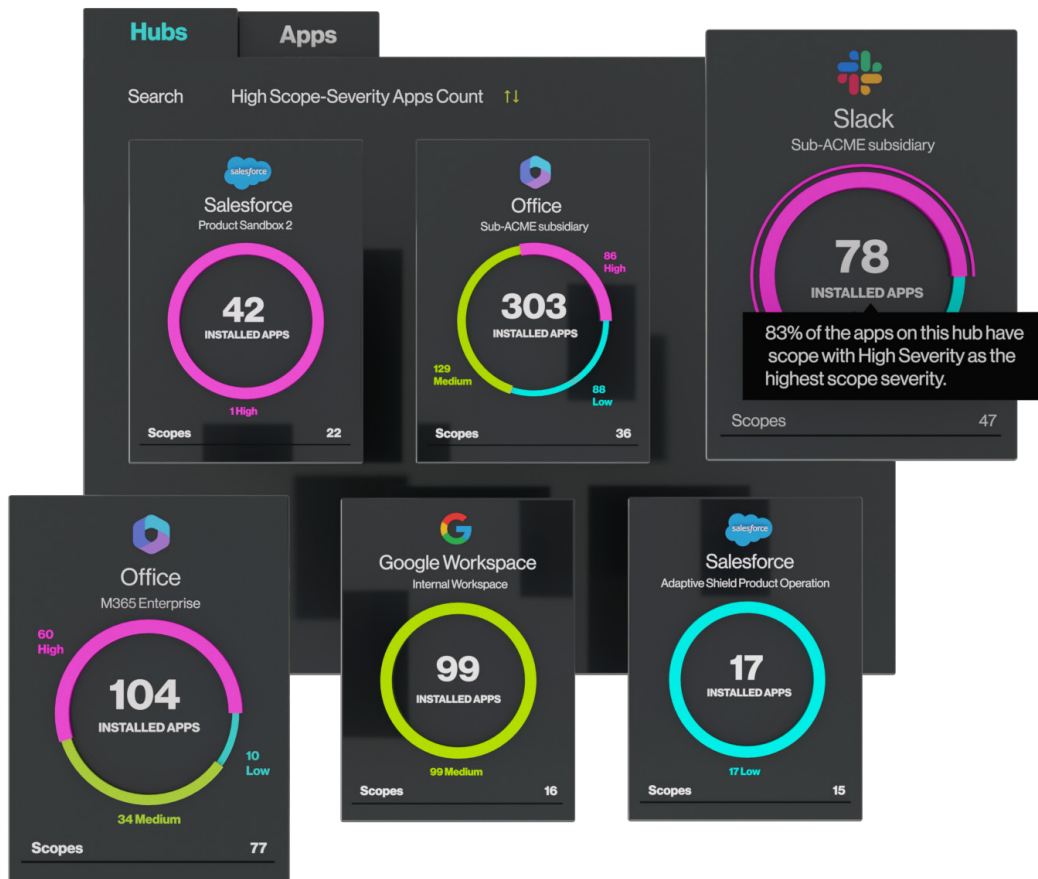 Hubs
Apps
Search
High Scope-Severity Apps Count
salesforce
Salesforce
Product Sandbox 2
42
INSTALLED APPS
1 High
Scopes 22
Office
Sub-ACME subsidiary
86
High
303
INSTALLED APPS
129
Medium
88
Low
Scopes 36
Slack
Sub-ACME subsidiary
78
INSTALLED APPS
83% of the apps on this hub have
scope with High Severity as the
highest scope severity.
Scopes 47
Office
M365 Enterprise
60
High
104
INSTALLED APPS
10
Low
34 Medium
Scopes 77
Google Workspace
Internal Workspace
99
INSTALLED APPS
99 Medium
Scopes 16
salesforce
Salesforce
Adaptive Shield Product Operation
17
INSTALLED APPS
17 Low
Scopes 15